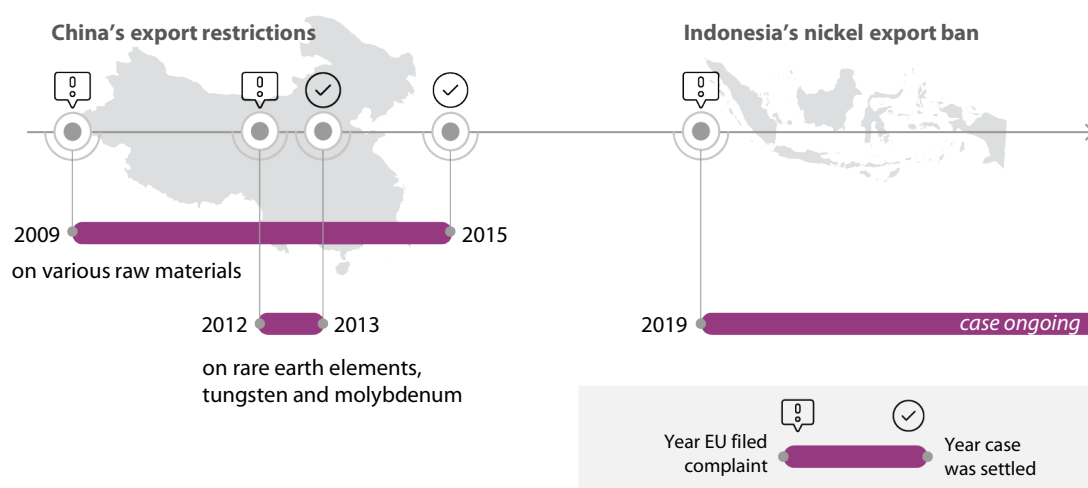 China’s export restrictions
Indonesia’s nickel export ban
2009
2015
on various raw materials
2012
2013
2019
case ongoing
on rare earth elements,
tungsten and molybdenum
Year EU filed
complaint
Year case
was settled